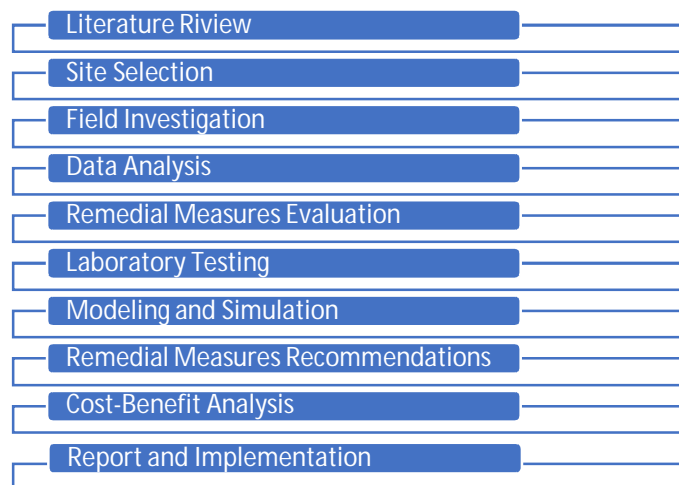 Literature Riview
Site Selection
Field Investigation
Data Analysis
Remedial Measures Evaluation
Laboratory Testing
Modeling and Simulation
Remedial Measures Recommendations
Cost-Benefit Analysis
Report and Implementation